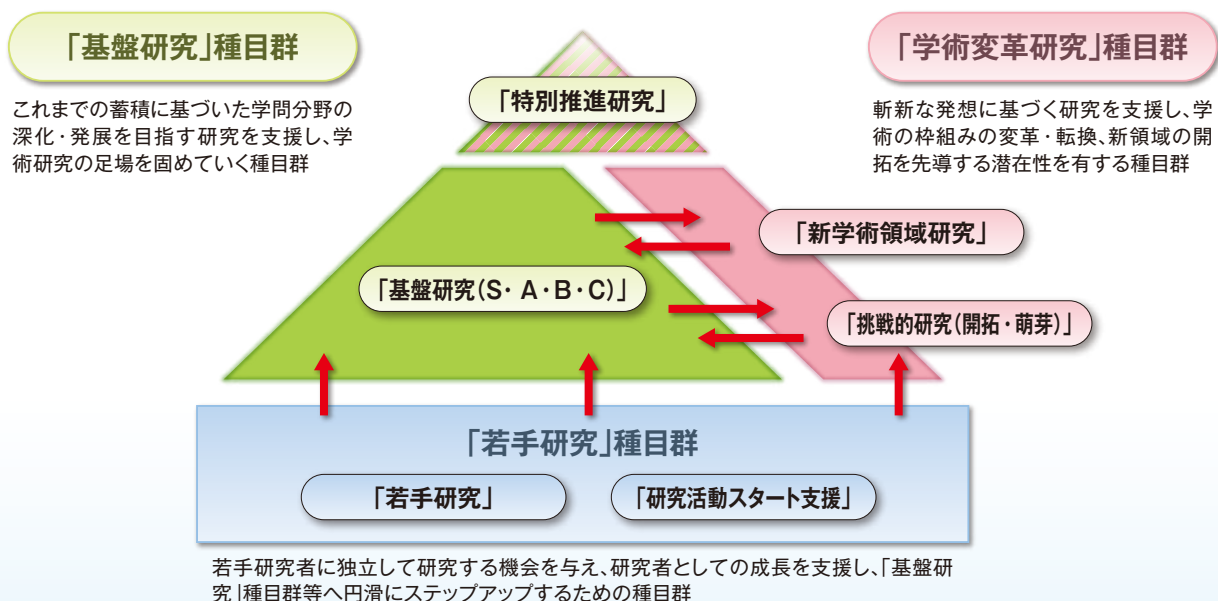 「基盤研究」種目群
これまでの蓄積に基づいた学問分野の
深化・発展を目指す研究を支援し、学
術研究の足場を固めていく種目群
「学術変革研究」種目群
斬新な発想に基づく研究を支援し、学
術の枠組みの変革・転換、新領域の開
拓を先導する潜在性を有する種目群
「特別推進研究」
「新学術領域研究」
「基盤研究(S・A・B・C)」
「挑戦的研究(開拓・萌芽)」
「若手研究」種目群
「若手研究」
「研究活動スタート支援」
若手研究者に独立して研究する機会を与え、研究者としての成長を支援し、「基盤研
究」種目群等へ円滑にステップアップするための種目群